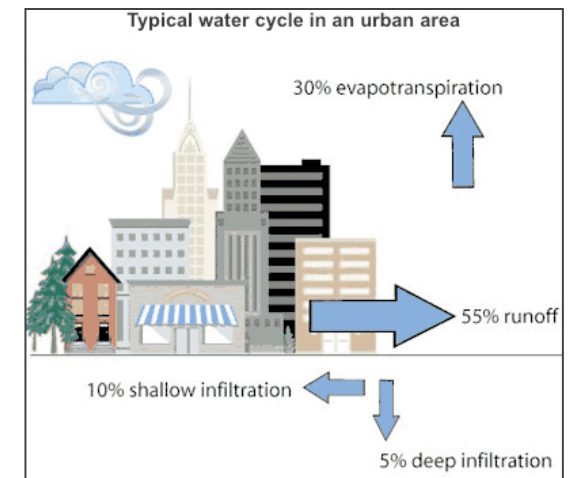 Typical water cycle in an urban area
30% evapotranspiration
55% runoff
10% shallow infiltration
5% deep infiltration